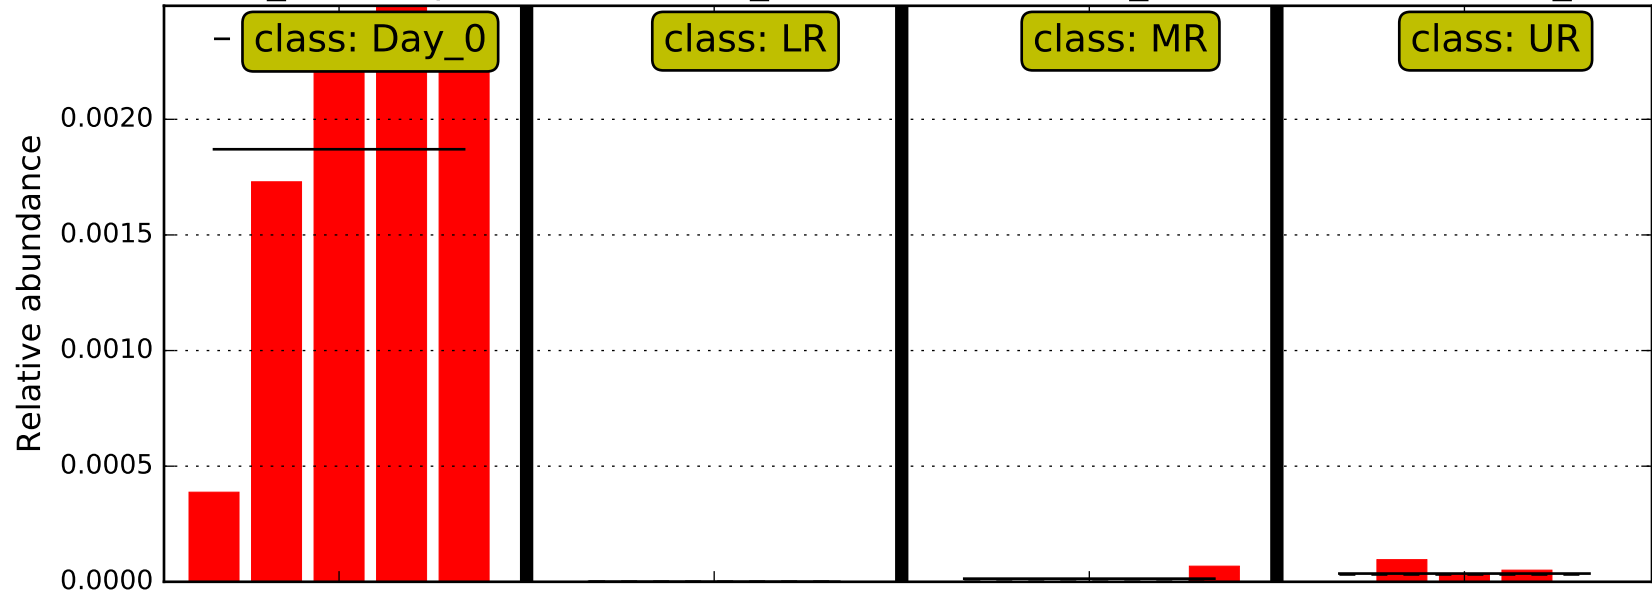 class: Day_0
class: LR
class: MR
class: UR
Relative abundance
0.0020
0.0015
0.0010
0.0005
0.0000